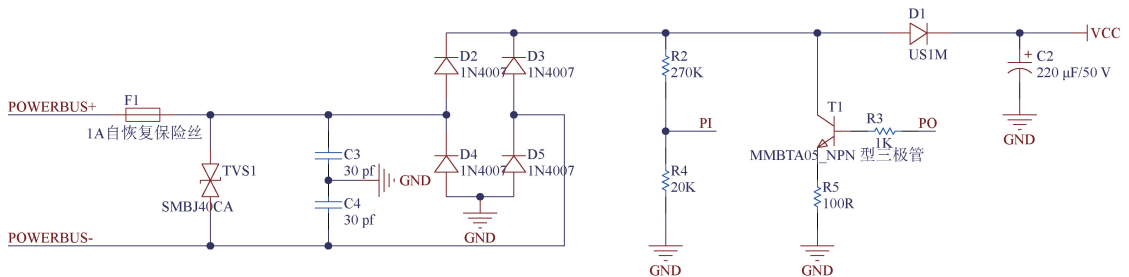 D1
VCC
D2
D3
R2
C2
1N4007
1N4007
270K
US1M
220 μF/50 V
F1
POWERBUS+
T1
PI
R3
PO
GND
1A自恢复保险丝
1K
C3
D4
D5
MMBTA05_NPN 型三极管
30 pf
1N4007
1N4007
R4
TVS1
GND
20K
R5
SMBJ40CA
C4
100R
30 pf
GND
POWERBUS-
GND
GND